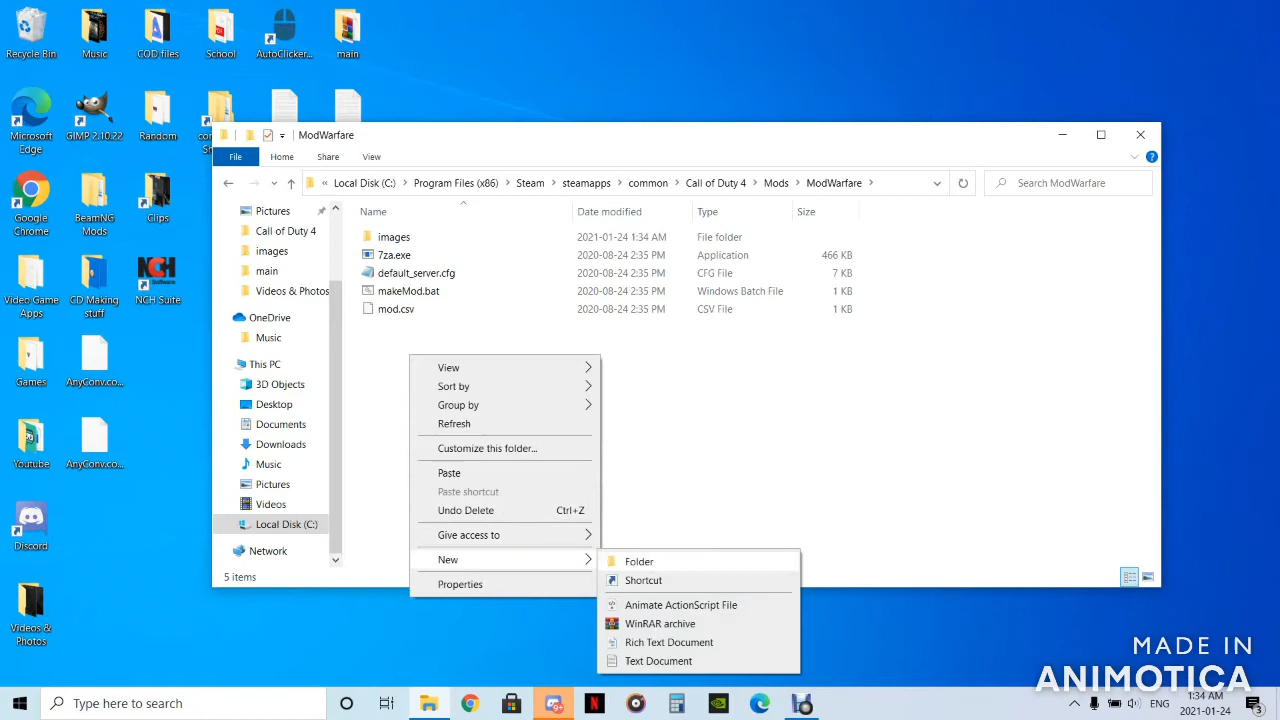 Recycle Bin
Music
COD files
School
AutoClicker...
main
Microsoft
Edge
GIMP 2.10.22
Random
ModWarfare
File
Home
Share
View
« Local Disk (C:) > Program Files (x86) > Steam > steamapps > common > Call of Duty 4 > Mods > ModWarfare >
Search ModWarfare
Google
Chrome
BeamNG
Mods
Clips
Video Game
Apps
CD Making
stuff
NCH Suite
Games
AnyConv.co...
Youtube
AnyConv.co...
Discord
Videos &
Photos
Pictures
Call of Duty 4
images
main
Videos & Photos
OneDrive
Music
This PC
3D Objects
Desktop
Documents
Downloads
Music
Pictures
Videos
Local Disk (C:)
Network
5 items
Name Date modified Type Size
images 2021-01-24 1:34 AM File folder
7za.exe 2020-08-24 2:35 PM Application 466 KB
default_server.cfg 2020-08-24 2:35 PM CFG File 7 KB
makeMod.bat 2020-08-24 2:35 PM Windows Batch File 1 KB
mod.csv 2020-08-24 2:35 PM CSV File 1 KB
View
Sort by
Group by
Refresh
Customize this folder...
Paste
Paste shortcut
Undo Delete Ctrl+Z
Give access to
New
Properties
Folder
Shortcut
Animate ActionScript File
WinRAR archive
Rich Text Document
Text Document
MADE IN
ANIMOTICA
Type here to search
1:34 AM
2021-01-24
3